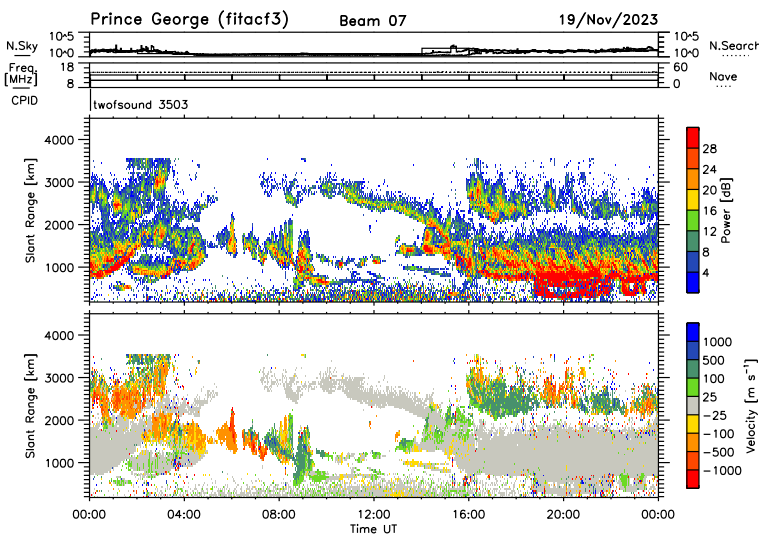 Prince George (fitacf3) Beam 07 19/Nov/2023
N.Sky 10^5 10^5 N.Search
10^0 10^0
Freq [MHz] 18 60 Nave
8 0
CPID twofsound 3503
Slant Range [km]
4000
3000
2000
1000
Power [dB]
28
24
20
16
12
8
4
Slant Range [km]
4000
3000
2000
1000
Velocity [m s⁻¹]
1000
500
100
25
−25
−100
−500
−1000
00:00 04:00 08:00 12:00 16:00 20:00 00:00
Time UT